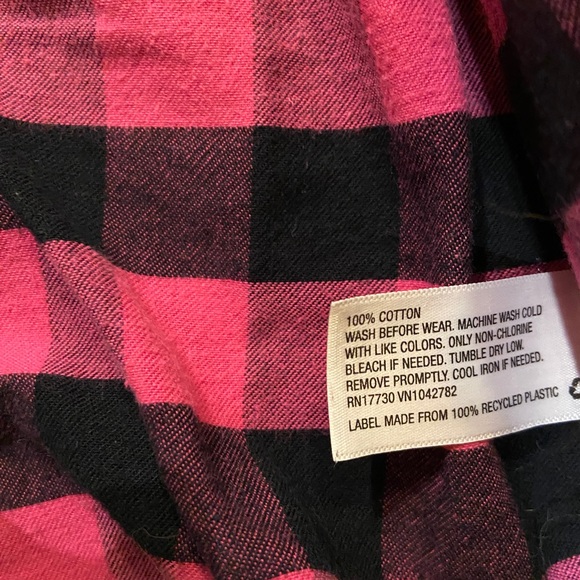 100% COTTON
WASH BEFORE WEAR. MACHINE WASH COLD
WITH LIKE COLORS. ONLY NON-CHLORINE
BLEACH IF NEEDED. TUMBLE DRY LOW.
REMOVE PROMPTLY. COOL IRON IF NEEDED.
RN17730 VN1042782
LABEL MADE FROM 100% RECYCLED PLASTIC